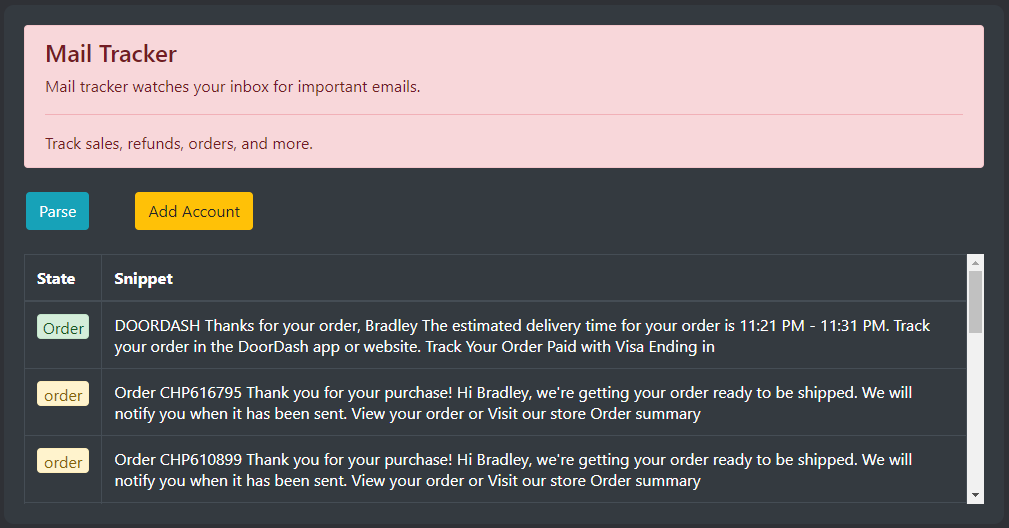 Mail Tracker
Mail tracker watches your inbox for important emails.
Track sales, refunds, orders, and more.
Parse Add Account
State Snippet
Order DOORDASH Thanks for your order, Bradley The estimated delivery time for your order is 11:21 PM - 11:31 PM. Track
your order in the DoorDash app or website. Track Your Order Paid with Visa Ending in
order Order CHP616795 Thank you for your purchase! Hi Bradley, we're getting your order ready to be shipped. We will
notify you when it has been sent. View your order or Visit our store Order summary
order Order CHP610899 Thank you for your purchase! Hi Bradley, we're getting your order ready to be shipped. We will
notify you when it has been sent. View your order or Visit our store Order summary